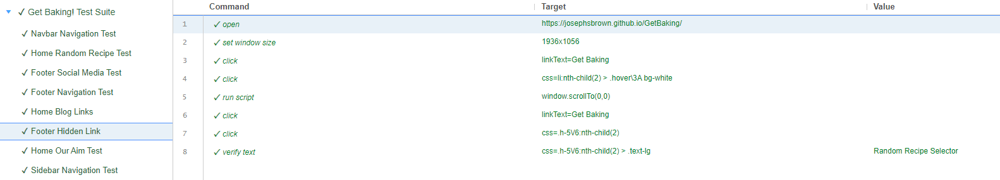 ✓ Get Baking! Test Suite
✓ Navbar Navigation Test
✓ Home Random Recipe Test
✓ Footer Social Media Test
✓ Footer Navigation Test
✓ Home Blog Links
✓ Footer Hidden Link
✓ Home Our Aim Test
✓ Sidebar Navigation Test
Command Target Value
1 ✓ open https://josephsbrown.github.io/GetBaking/
2 ✓ set window size 1936x1056
3 ✓ click linkText=Get Baking
4 ✓ click css=li:nth-child(2) > .hover\3A bg-white
5 ✓ run script window.scrollTo(0,0)
6 ✓ click linkText=Get Baking
7 ✓ click css=.h-5\/6:nth-child(2)
8 ✓ verify text css=.h-5\/6:nth-child(2) > .text-lg Random Recipe Selector